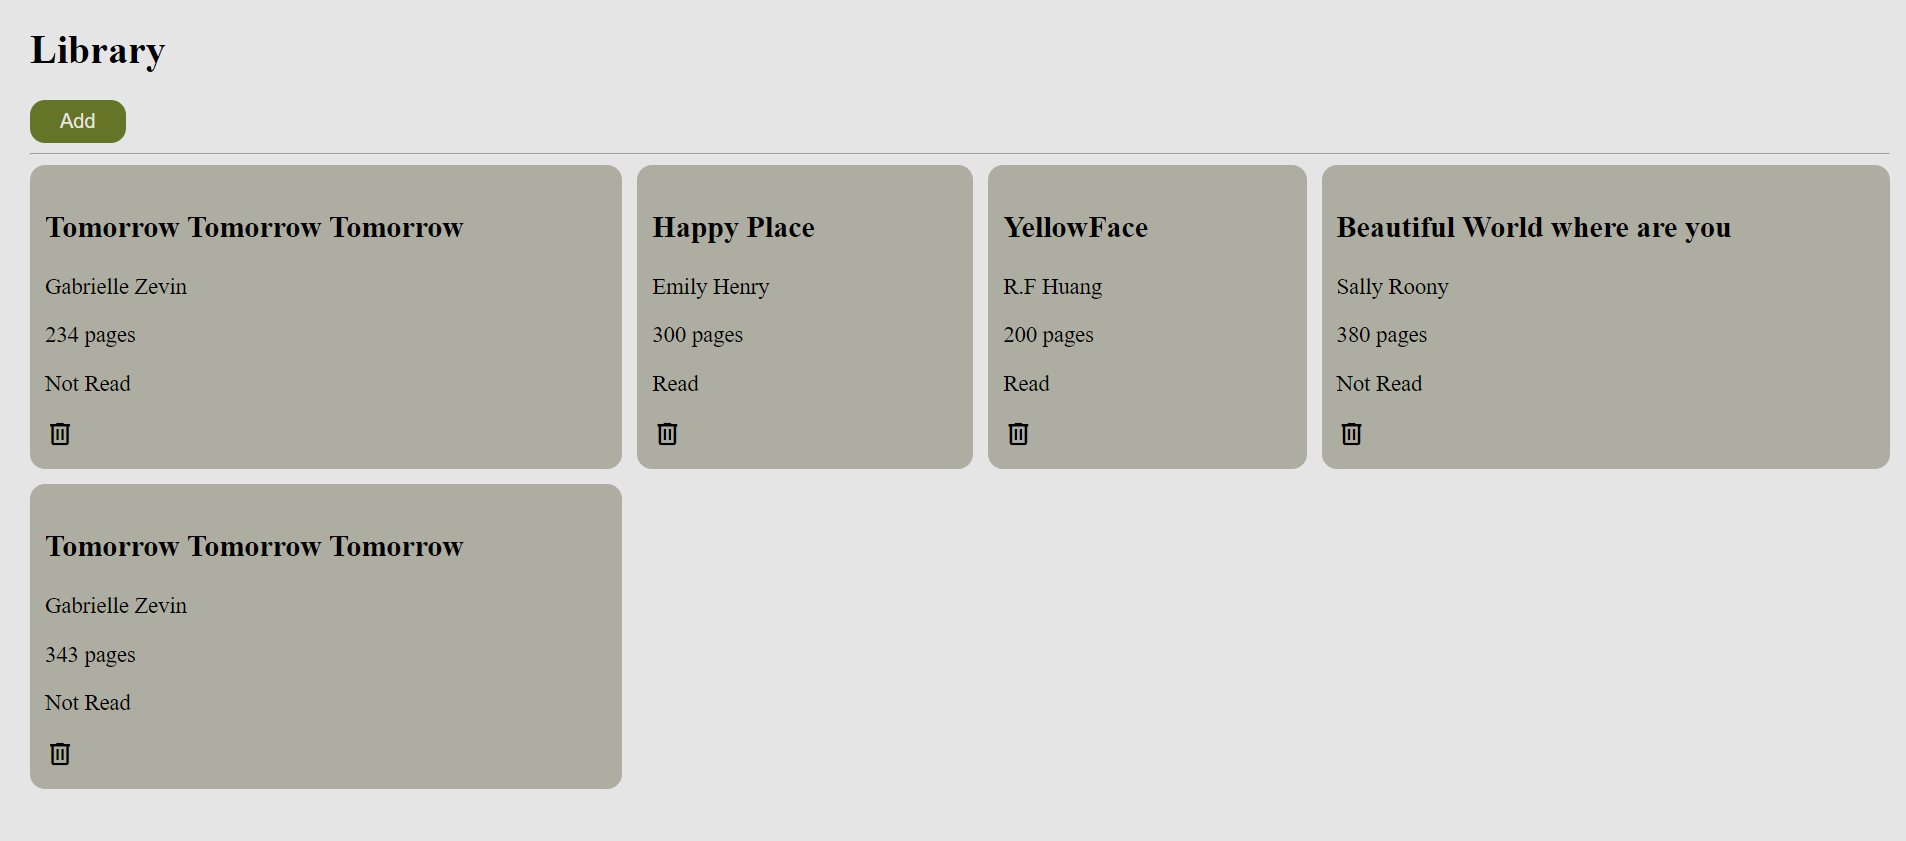 Library
Add
Tomorrow Tomorrow Tomorrow
Gabrielle Zevin
234 pages
Not Read
Happy Place
Emily Henry
300 pages
Read
YellowFace
R.F Huang
200 pages
Read
Beautiful World where are you
Sally Roony
380 pages
Not Read
Tomorrow Tomorrow Tomorrow
Gabrielle Zevin
343 pages
Not Read